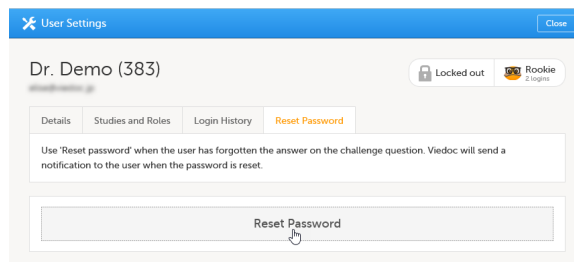 User Settings
Close
Dr. Demo (383)
Locked out
Rookie
2 logins
Details
Studies and Roles
Login History
Reset Password
Use 'Reset password' when the user has forgotten the answer on the challenge question. Viedoc will send a
notification to the user when the password is reset.
Reset Password